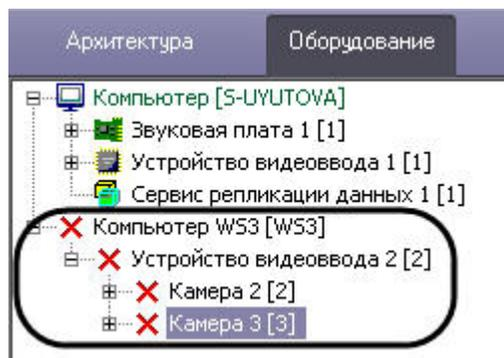 Архитектура Оборудование
Компьютер [S-UYUTOVA]
Звуковая плата 1 [1]
Устройство видеоввода 1 [1]
Сервис репликации данных 1 [1]
Компьютер WS3 [WS3]
Устройство видеоввода 2 [2]
Камера 2 [2]
Камера 3 [3]